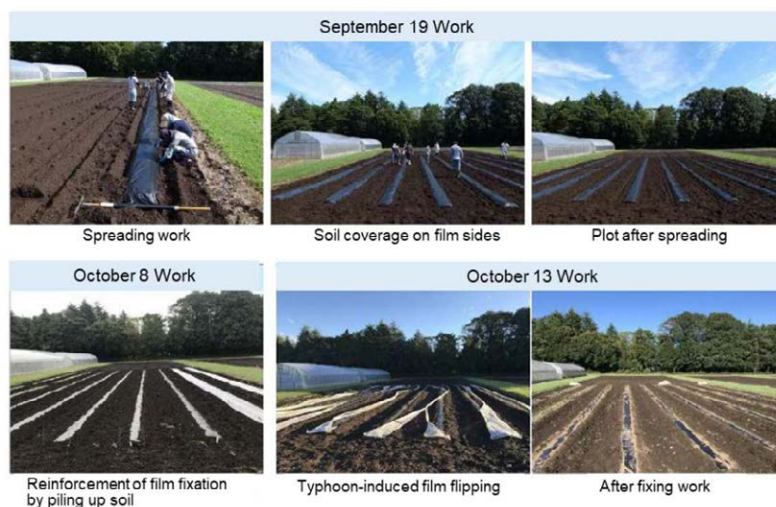 September 19 Work
Spreading work
Soil coverage on film sides
Plot after spreading
October 8 Work
October 13 Work
Reinforcement of film fixation
by piling up soil
Typhoon-induced film flipping
After fixing work